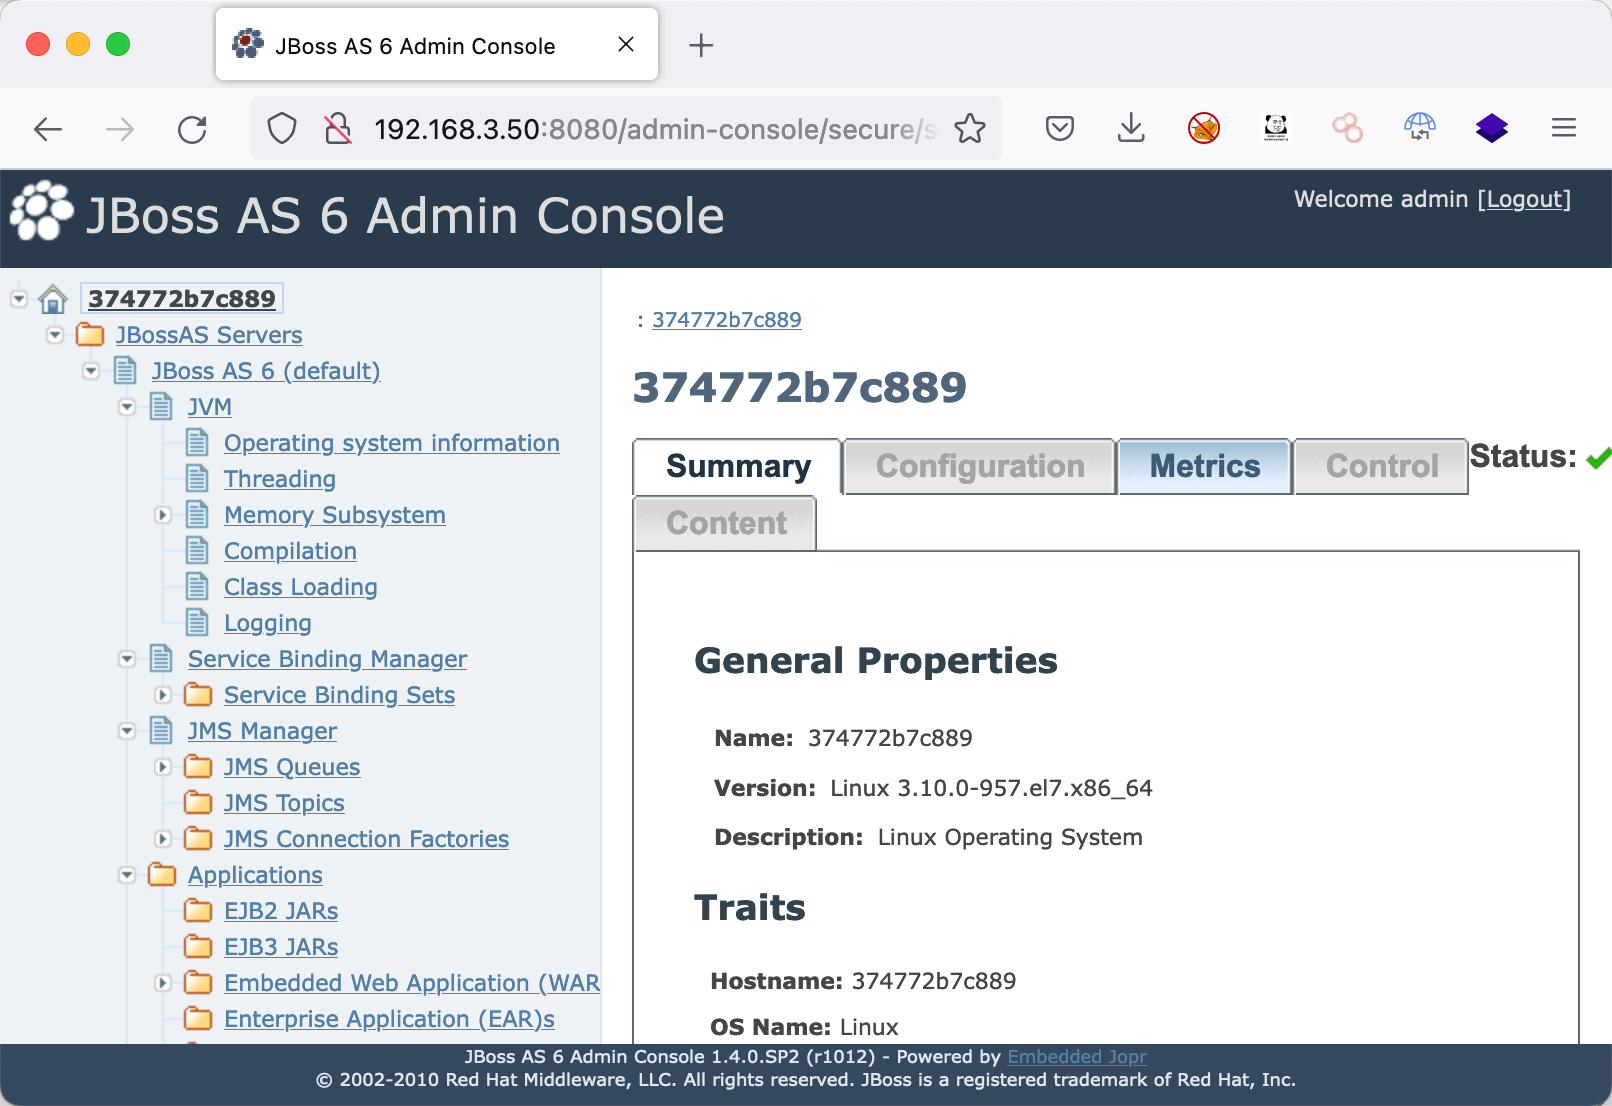 JBoss AS 6 Admin Console
192.168.3.50:8080/admin-console/secure/s
JBoss AS 6 Admin Console
Welcome admin [Logout]
374772b7c889
JBossAS Servers
JBoss AS 6 (default)
JVM
Operating system information
Threading
Memory Subsystem
Compilation
Class Loading
Logging
Service Binding Manager
Service Binding Sets
JMS Manager
JMS Queues
JMS Topics
JMS Connection Factories
Applications
EJB2 JARs
EJB3 JARs
Embedded Web Application (WAR
Enterprise Application (EAR)s
: 374772b7c889
374772b7c889
Summary Configuration Metrics Control Status:
Content
General Properties
Name: 374772b7c889
Version: Linux 3.10.0-957.el7.x86_64
Description: Linux Operating System
Traits
Hostname: 374772b7c889
OS Name: Linux
JBoss AS 6 Admin Console 1.4.0.SP2 (r1012) - Powered by Embedded Jopr
© 2002-2010 Red Hat Middleware, LLC. All rights reserved. JBoss is a registered trademark of Red Hat, Inc.